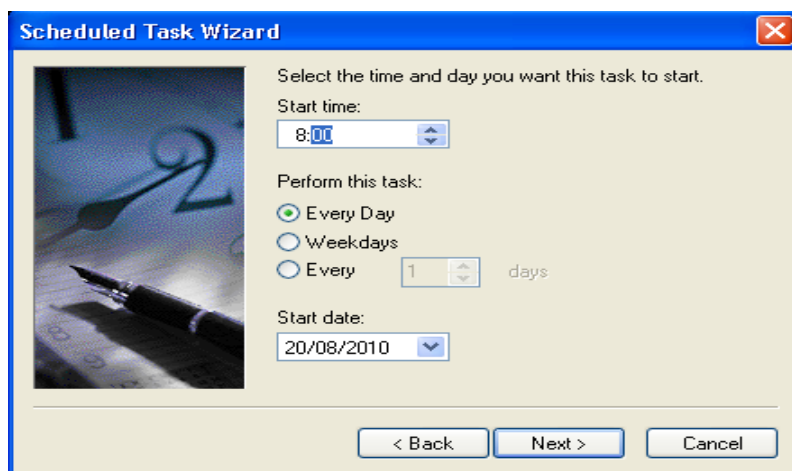 Scheduled Task Wizard
Select the time and day you want this task to start.
Start time:
8:00
Perform this task:
Every Day
Weekdays
Every 1 days
Start date:
20/08/2010
< Back Next > Cancel